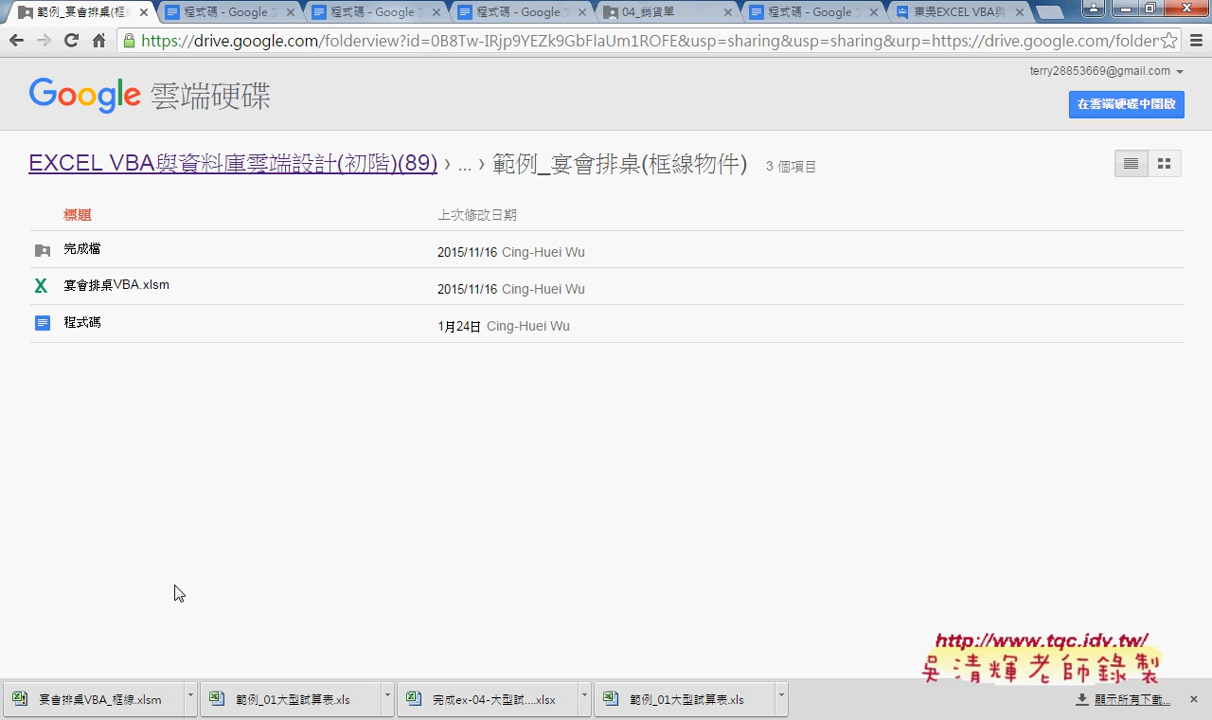 範例_宴會排桌(框線
程式碼 - Google
程式碼 - Google
程式碼 - Google
04_銷貨單
程式碼 - Google
東吳EXCEL VBA與
https://drive.google.com/folderview?id=0B8Tw-IRjp9YEZk9GbFlaUm1ROFE&usp=sharing&usp=sharing&urp=https://drive.google.com/folder
terry28853669@gmail.com
Google 雲端硬碟
在雲端硬碟中開啟
EXCEL VBA與資料庫雲端設計(初階)(89) › ... › 範例_宴會排桌(框線物件) 3 個項目
標題 上次修改日期
完成檔 2015/11/16 Cing-Huei Wu
宴會排桌VBA.xlsm 2015/11/16 Cing-Huei Wu
程式碼 1月24日 Cing-Huei Wu
http://www.tqc.idv.tw/
吳清輝老師錄製
宴會排桌VBA_框線.xlsm
範例_01大型試算表.xls
完成ex-04-大型試....xlsx
範例_01大型試算表.xls
顯示所有下載...